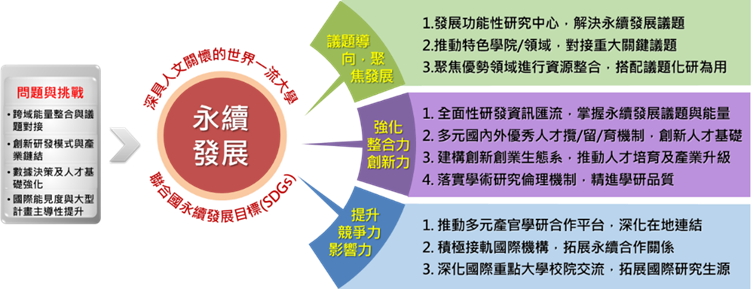 問題與挑戰
•跨域能量整合與議
題對接
•創新研發模式與產
業鏈結
•數據決策及人才基
礎強化
•國際能見度與大型
計畫主導性提升
深具人文關懷的世界一流大學
永續
發展
聯合國永續發展目標(SDGs)
議題導
向，聚
焦發展
1.發展功能性研究中心，解決永續發展議題
2.推動特色學院/領域，對接重大關鍵議題
3.聚焦優勢領域進行資源整合，搭配議題化研為用
強化
整合力
創新力
1. 全面性研發資訊匯流，掌握永續發展議題與能量
2. 多元國內外優秀人才攬/留/育機制，創新人才基礎
3. 建構創新創業生態系，推動人才培育及產業升級
4. 落實學術研究倫理機制，精進學研品質
提升
競爭力
影響力
1. 推動多元產官學研合作平台，深化在地連結
2. 積極接軌國際機構，拓展永續合作關係
3. 深化國際重點大學校院交流，拓展國際研究生源